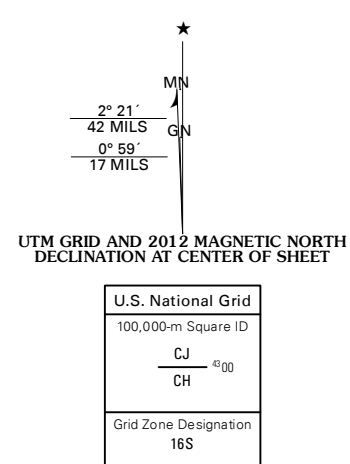 MN
2° 21´
42 MILS
GN
0° 59´
17 MILS
UTM GRID AND 2012 MAGNETIC NORTH
DECLINATION AT CENTER OF SHEET
U.S. National Grid
100,000-m Square ID
CJ
4300
CH
Grid Zone Designation
16S